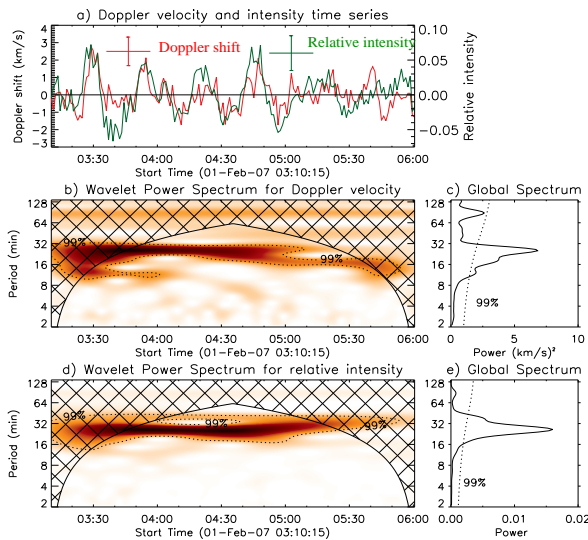 a) Doppler velocity and intensity time series
Doppler shift (km/s)
4
3
2
1
0
−1
−2
−3
Doppler shift
Relative intensity
0.10
0.05
0.00
−0.05
Relative intensity
03:30 04:00 04:30 05:00 05:30 06:00
Start Time (01−Feb−07 03:10:15)
b) Wavelet Power Spectrum for Doppler velocity
Period (min)
128
64
32
16
8
4
2
99%
99%
03:30 04:00 04:30 05:00 05:30 06:00
Start Time (01−Feb−07 03:10:15)
c) Global Spectrum
128
64
32
16
8
4
2
99%
0 5 10
Power (km/s)²
d) Wavelet Power Spectrum for relative intensity
Period (min)
128
64
32
16
8
4
2
99%
99%
99%
03:30 04:00 04:30 05:00 05:30 06:00
Start Time (01−Feb−07 03:10:15)
e) Global Spectrum
128
64
32
16
8
4
2
99%
0.00 0.01 0.02
Power